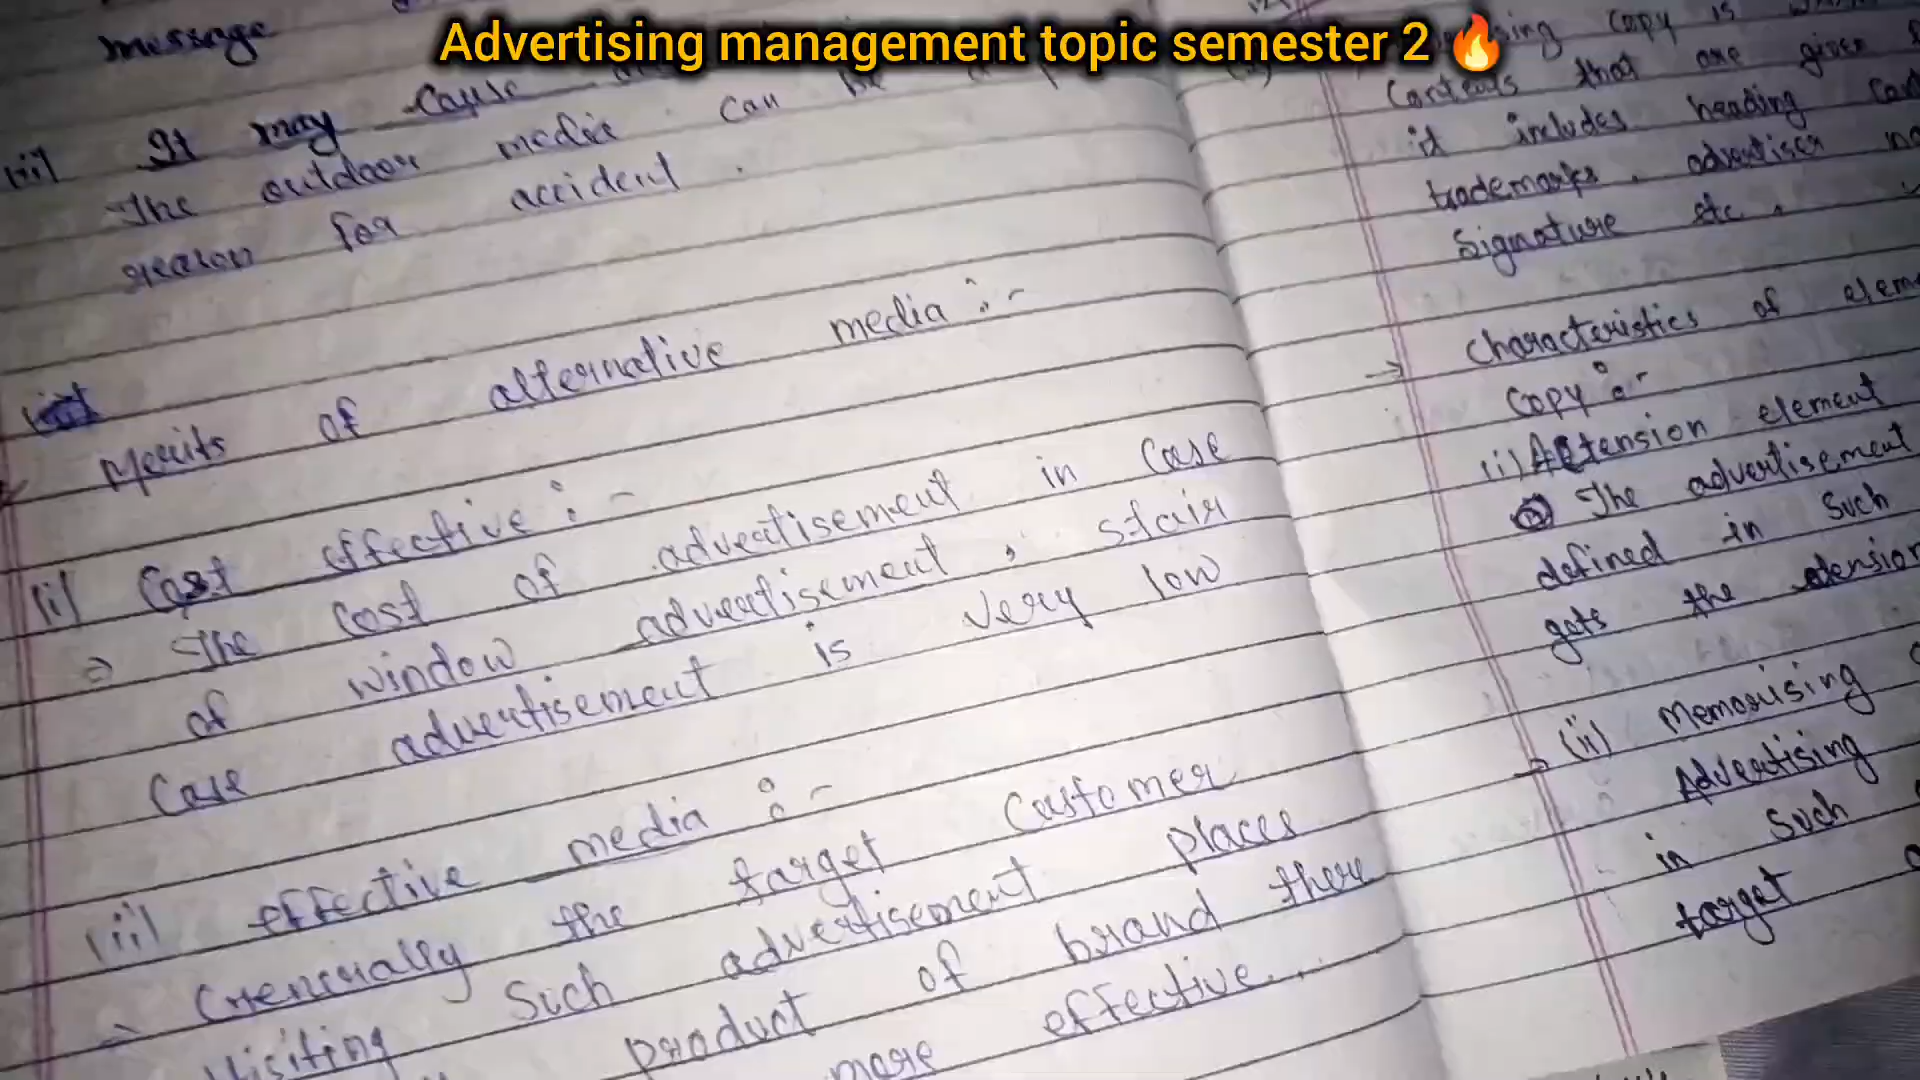 Advertising management topic semester 2 🔥
message
(iii) It may cause
The outdoor media can be a
reason for accident.
Merits of alternative media :-
(i) Cost effective :-
⇒ The cost of advertisement in case
of window advertisement, stair
case advertisement is very low
(ii) effective media :-
Generally the target customer
visiting such advertisement places
product of brand there
more effective...
copy is
contents that are given
it includes heading
trademarks, advertiser
signature etc.
→ characteristics of
copy :-
(i) Attension element
The advertisement
defined in such
gets the atension
→ (ii) Memorising
Advertising
in such
target